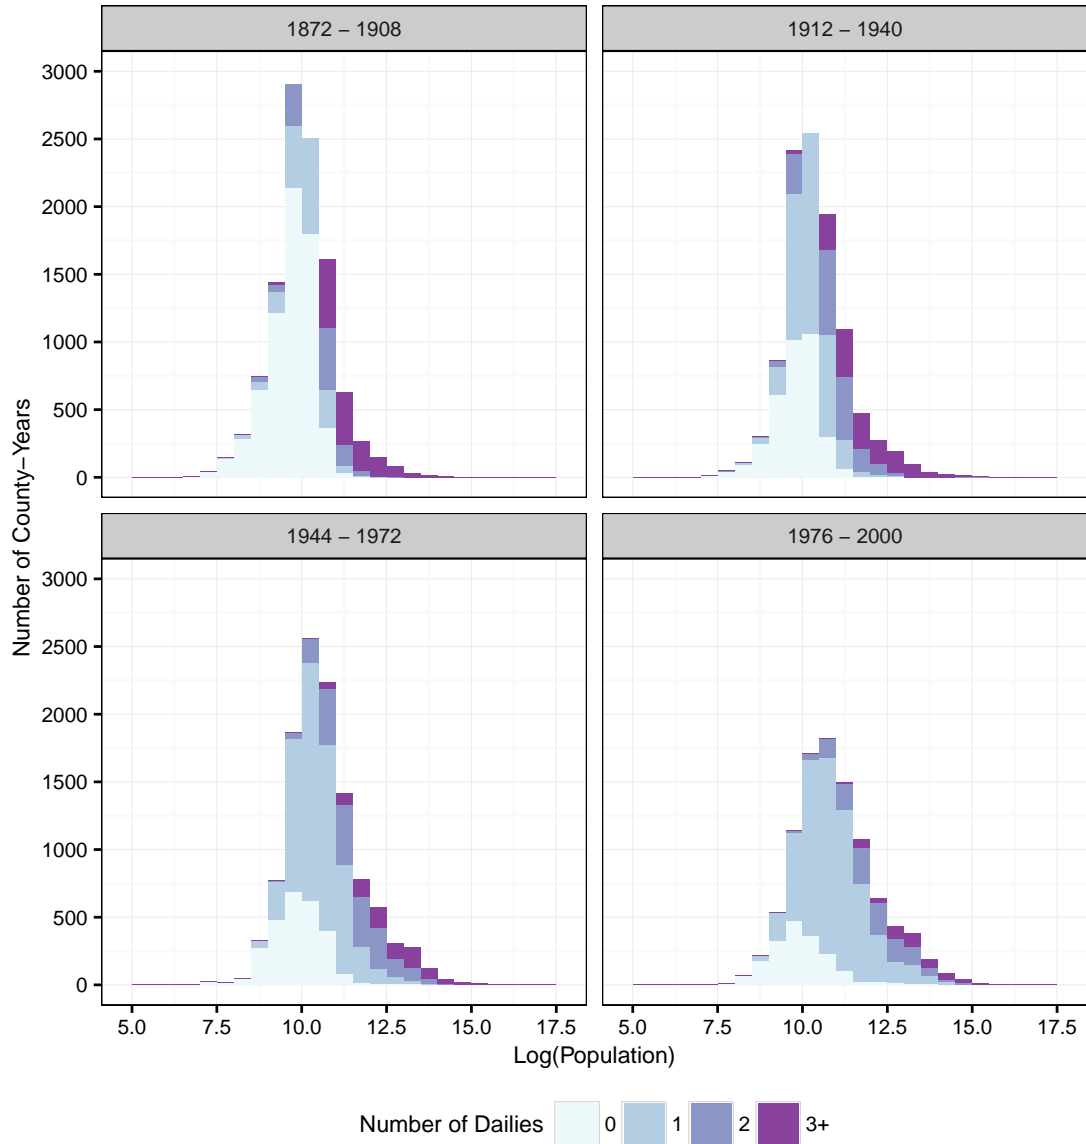 1872 – 1908
1912 – 1940
3000
2500
2000
1500
1000
500
0
1944 – 1972
1976 – 2000
3000
2500
2000
1500
1000
500
0
Number of County–Years
5.0 7.5 10.0 12.5 15.0 17.5
5.0 7.5 10.0 12.5 15.0 17.5
Log(Population)
Number of Dailies 0 1 2 3+